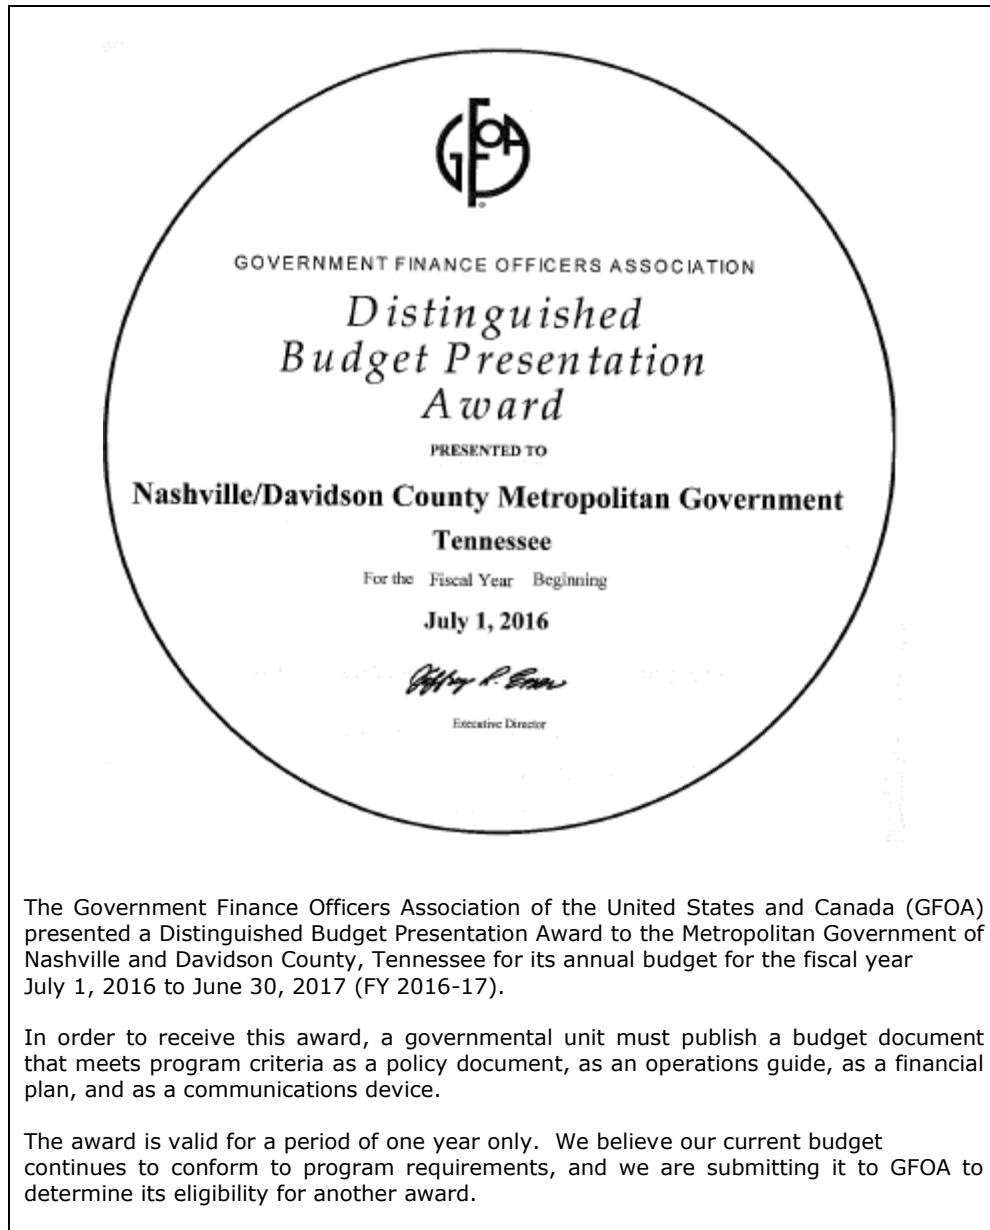 GFOA
GOVERNMENT FINANCE OFFICERS ASSOCIATION
Distinguished
Budget Presentation
Award
PRESENTED TO
Nashville/Davidson County Metropolitan Government
Tennessee
For the Fiscal Year Beginning
July 1, 2016
Executive Director
The Government Finance Officers Association of the United States and Canada (GFOA)
presented a Distinguished Budget Presentation Award to the Metropolitan Government of
Nashville and Davidson County, Tennessee for its annual budget for the fiscal year
July 1, 2016 to June 30, 2017 (FY 2016-17).
In order to receive this award, a governmental unit must publish a budget document
that meets program criteria as a policy document, as an operations guide, as a financial
plan, and as a communications device.
The award is valid for a period of one year only. We believe our current budget
continues to conform to program requirements, and we are submitting it to GFOA to
determine its eligibility for another award.